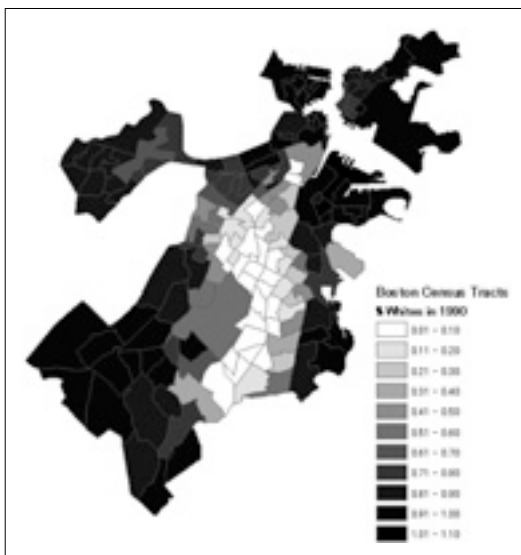 Boston Census Tracts
% Whites in 1990
0.01 - 0.10
0.11 - 0.20
0.21 - 0.30
0.31 - 0.40
0.41 - 0.50
0.51 - 0.60
0.61 - 0.70
0.71 - 0.80
0.81 - 0.90
0.91 - 1.00
1.01 - 1.10